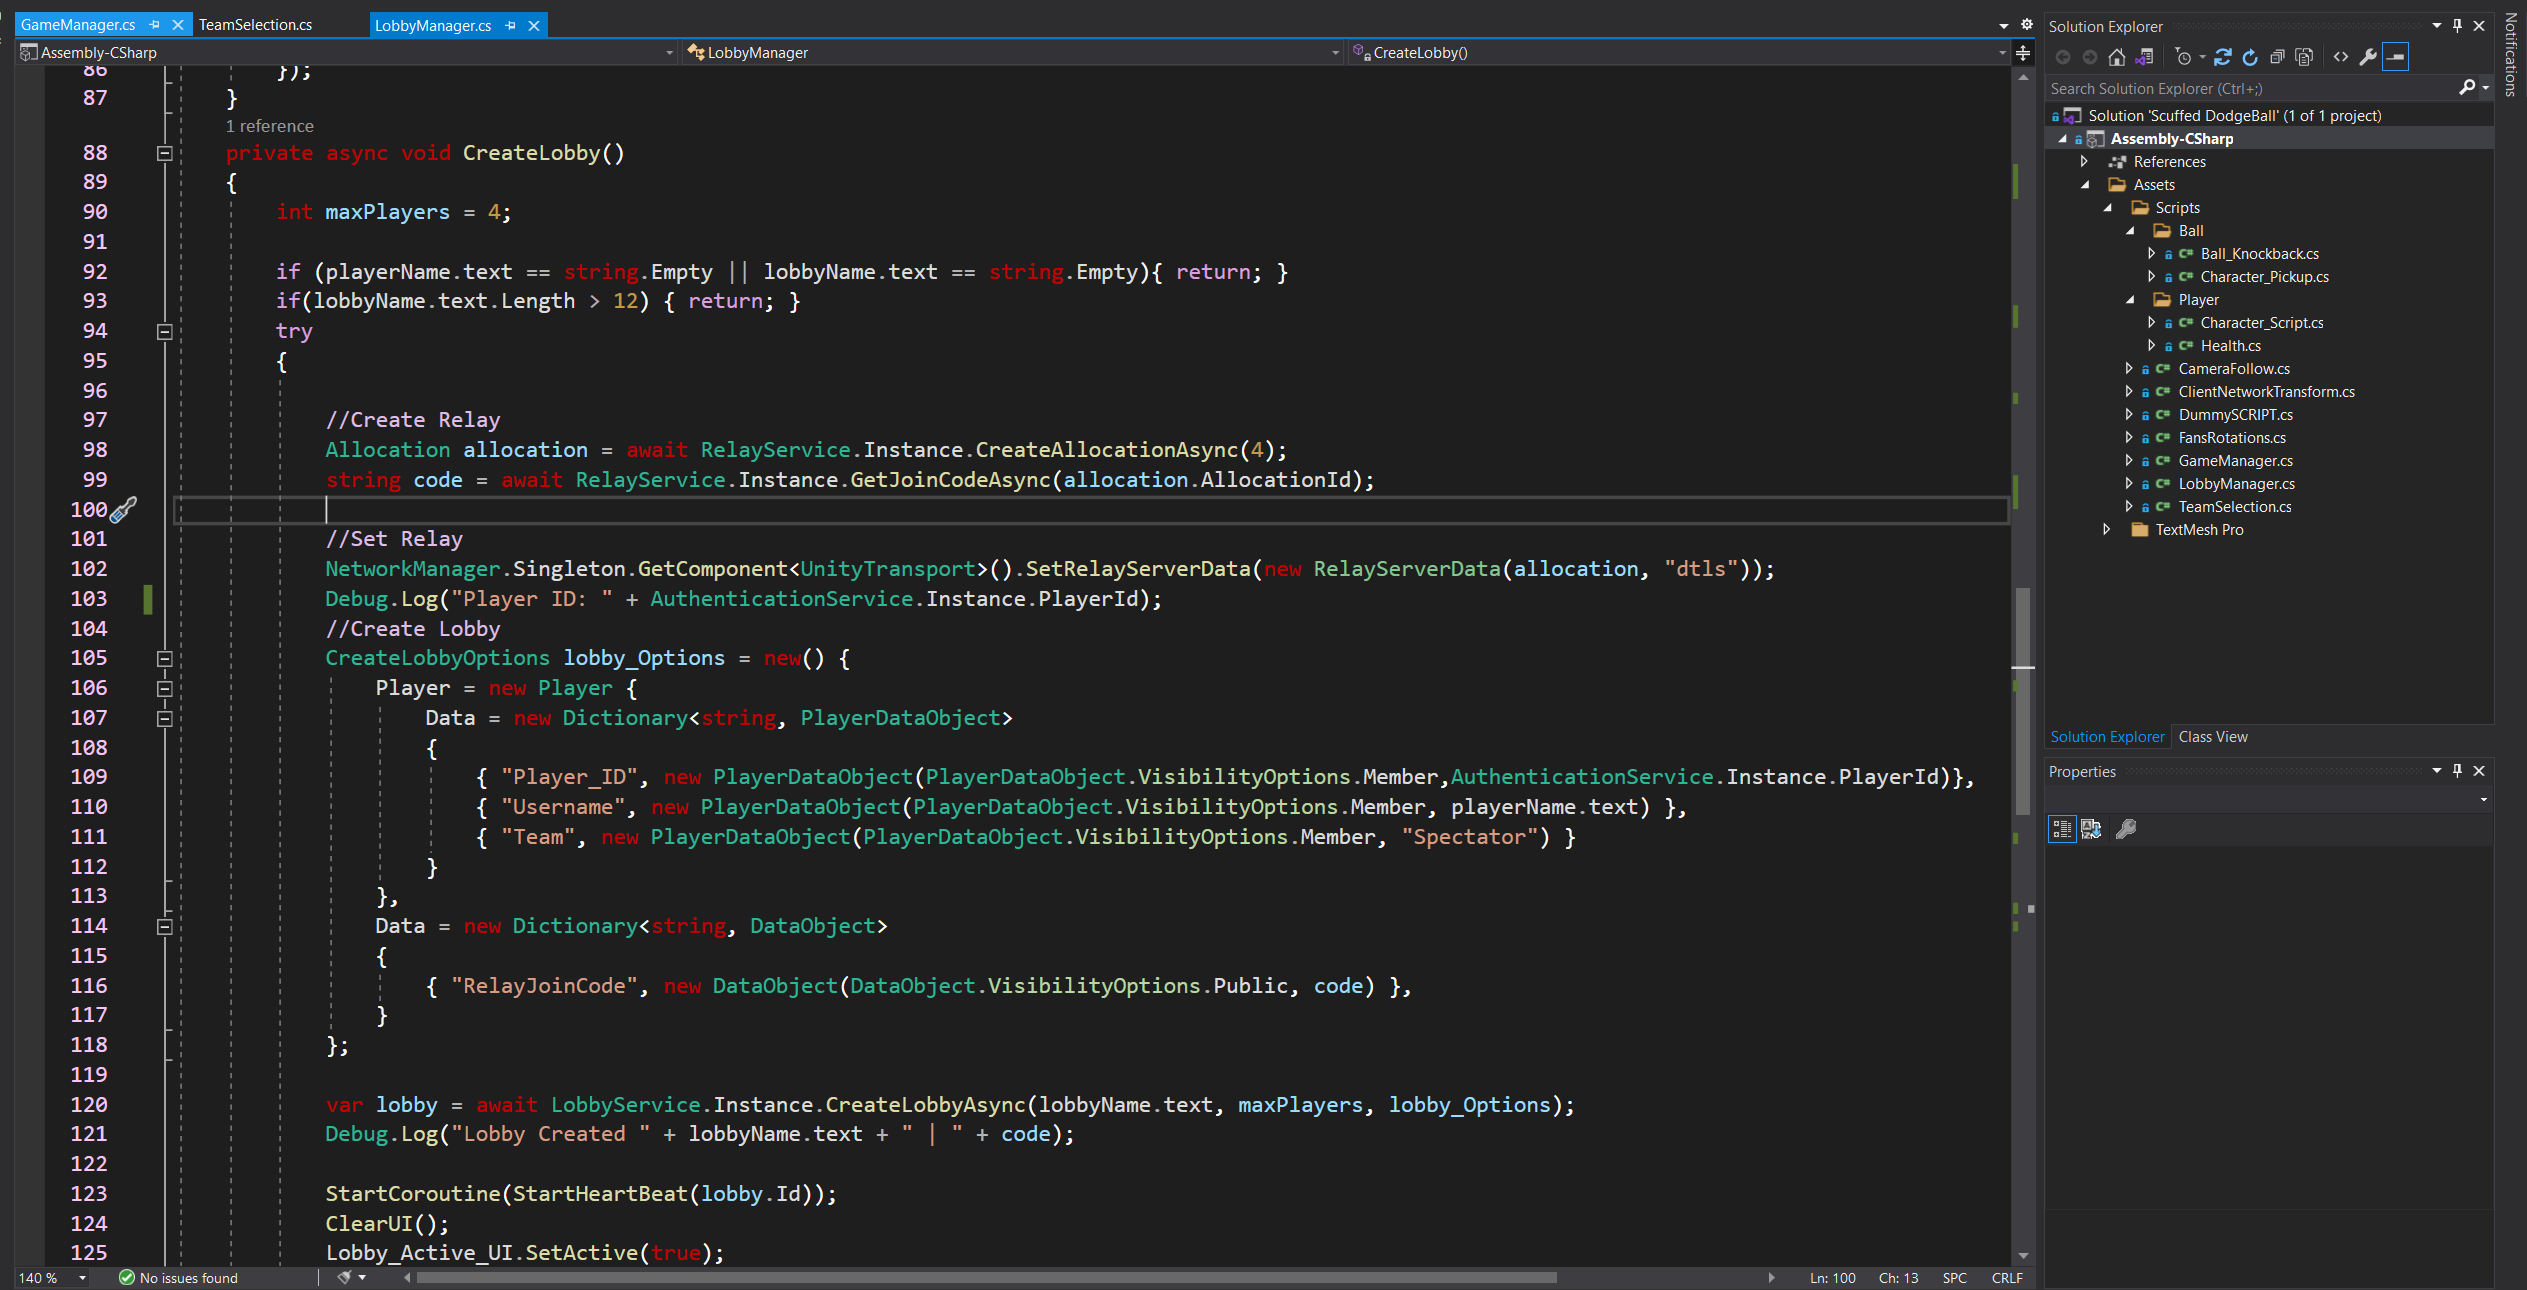 GameManager.cs
TeamSelection.cs
LobbyManager.cs
Assembly-CSharp
LobbyManager
CreateLobby()
86 });
87 }
1 reference
88 private async void CreateLobby()
89 {
90 int maxPlayers = 4;
91
92 if (playerName.text == string.Empty || lobbyName.text == string.Empty){ return; }
93 if(lobbyName.text.Length > 12) { return; }
94 try
95 {
96
97 //Create Relay
98 Allocation allocation = await RelayService.Instance.CreateAllocationAsync(4);
99 string code = await RelayService.Instance.GetJoinCodeAsync(allocation.AllocationId);
100
101 //Set Relay
102 NetworkManager.Singleton.GetComponent<UnityTransport>().SetRelayServerData(new RelayServerData(allocation, "dtls"));
103 Debug.Log("Player ID: " + AuthenticationService.Instance.PlayerId);
104 //Create Lobby
105 CreateLobbyOptions lobby_Options = new() {
106 Player = new Player {
107 Data = new Dictionary<string, PlayerDataObject>
108 {
109 { "Player_ID", new PlayerDataObject(PlayerDataObject.VisibilityOptions.Member,AuthenticationService.Instance.PlayerId)},
110 { "Username", new PlayerDataObject(PlayerDataObject.VisibilityOptions.Member, playerName.text) },
111 { "Team", new PlayerDataObject(PlayerDataObject.VisibilityOptions.Member, "Spectator") }
112 }
113 },
114 Data = new Dictionary<string, DataObject>
115 {
116 { "RelayJoinCode", new DataObject(DataObject.VisibilityOptions.Public, code) },
117 }
118 };
119
120 var lobby = await LobbyService.Instance.CreateLobbyAsync(lobbyName.text, maxPlayers, lobby_Options);
121 Debug.Log("Lobby Created " + lobbyName.text + " | " + code);
122
123 StartCoroutine(StartHeartBeat(lobby.Id));
124 ClearUI();
125 Lobby_Active_UI.SetActive(true);
140 %
No issues found
Ln: 100
Ch: 13
SPC
CRLF
Solution Explorer
Search Solution Explorer (Ctrl+;)
Solution 'Scuffed DodgeBall' (1 of 1 project)
Assembly-CSharp
References
Assets
Scripts
Ball
C# Ball_Knockback.cs
C# Character_Pickup.cs
Player
C# Character_Script.cs
C# Health.cs
C# CameraFollow.cs
C# ClientNetworkTransform.cs
C# DummySCRIPT.cs
C# FansRotations.cs
C# GameManager.cs
C# LobbyManager.cs
C# TeamSelection.cs
TextMesh Pro
Solution Explorer
Class View
Properties
Notifications